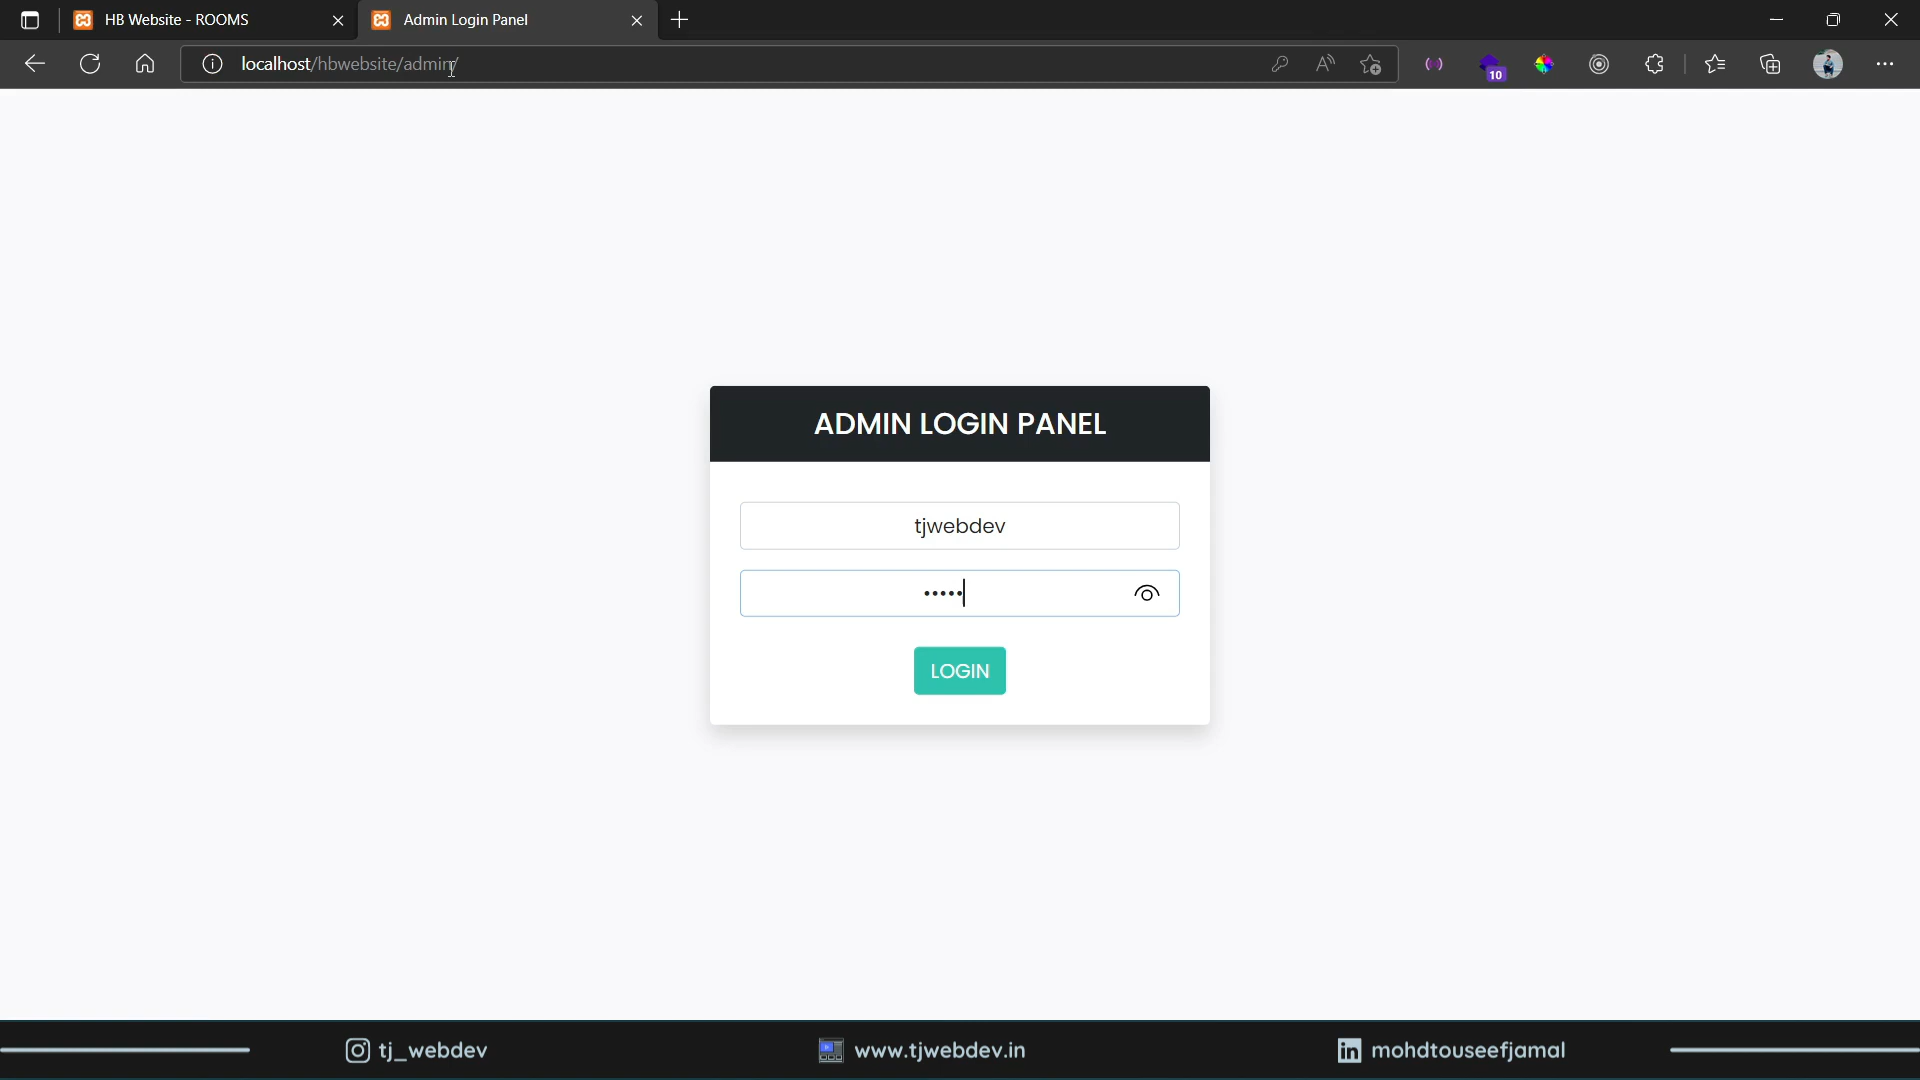 HB Website - ROOMS
Admin Login Panel
localhost/hbwebsite/admin/
10
ADMIN LOGIN PANEL
tjwebdev
•••••
LOGIN
tj_webdev
www.tjwebdev.in
mohdtouseefjamal